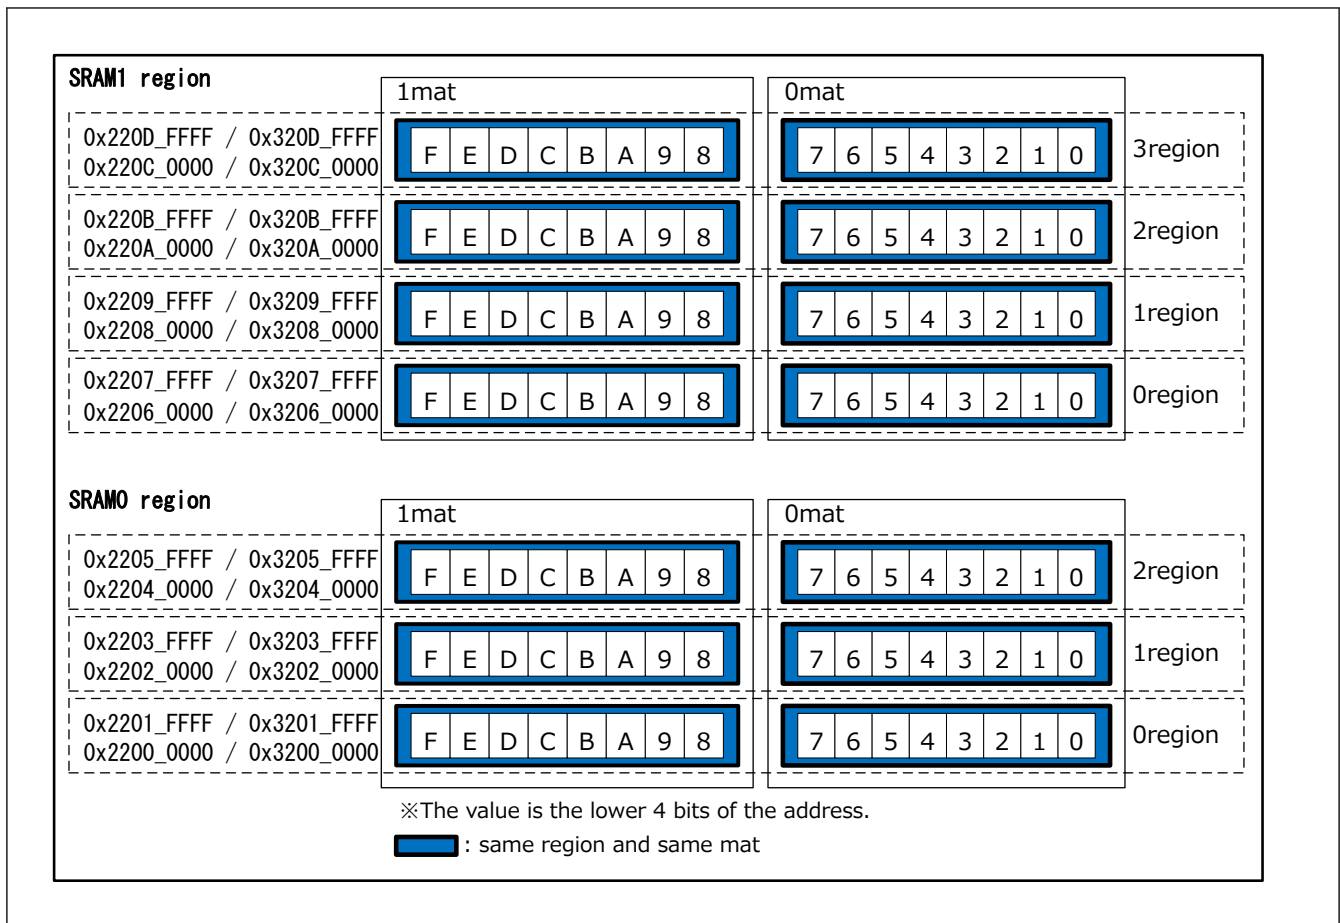 SRAM1 region
1mat 0mat
0x220D_FFFF / 0x320D_FFFF
0x220C_0000 / 0x320C_0000
F E D C B A 9 8 7 6 5 4 3 2 1 0 3region
0x220B_FFFF / 0x320B_FFFF
0x220A_0000 / 0x320A_0000
F E D C B A 9 8 7 6 5 4 3 2 1 0 2region
0x2209_FFFF / 0x3209_FFFF
0x2208_0000 / 0x3208_0000
F E D C B A 9 8 7 6 5 4 3 2 1 0 1region
0x2207_FFFF / 0x3207_FFFF
0x2206_0000 / 0x3206_0000
F E D C B A 9 8 7 6 5 4 3 2 1 0 0region
SRAM0 region
1mat 0mat
0x2205_FFFF / 0x3205_FFFF
0x2204_0000 / 0x3204_0000
F E D C B A 9 8 7 6 5 4 3 2 1 0 2region
0x2203_FFFF / 0x3203_FFFF
0x2202_0000 / 0x3202_0000
F E D C B A 9 8 7 6 5 4 3 2 1 0 1region
0x2201_FFFF / 0x3201_FFFF
0x2200_0000 / 0x3200_0000
F E D C B A 9 8 7 6 5 4 3 2 1 0 0region
※The value is the lower 4 bits of the address.
: same region and same mat